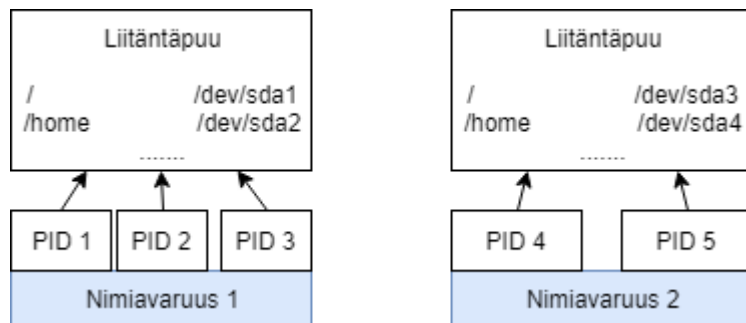 Liitäntäpuu
/ /dev/sda1
/home /dev/sda2
.......
PID 1 PID 2 PID 3
Nimiavaruus 1
Liitäntäpuu
/ /dev/sda3
/home /dev/sda4
.......
PID 4 PID 5
Nimiavaruus 2